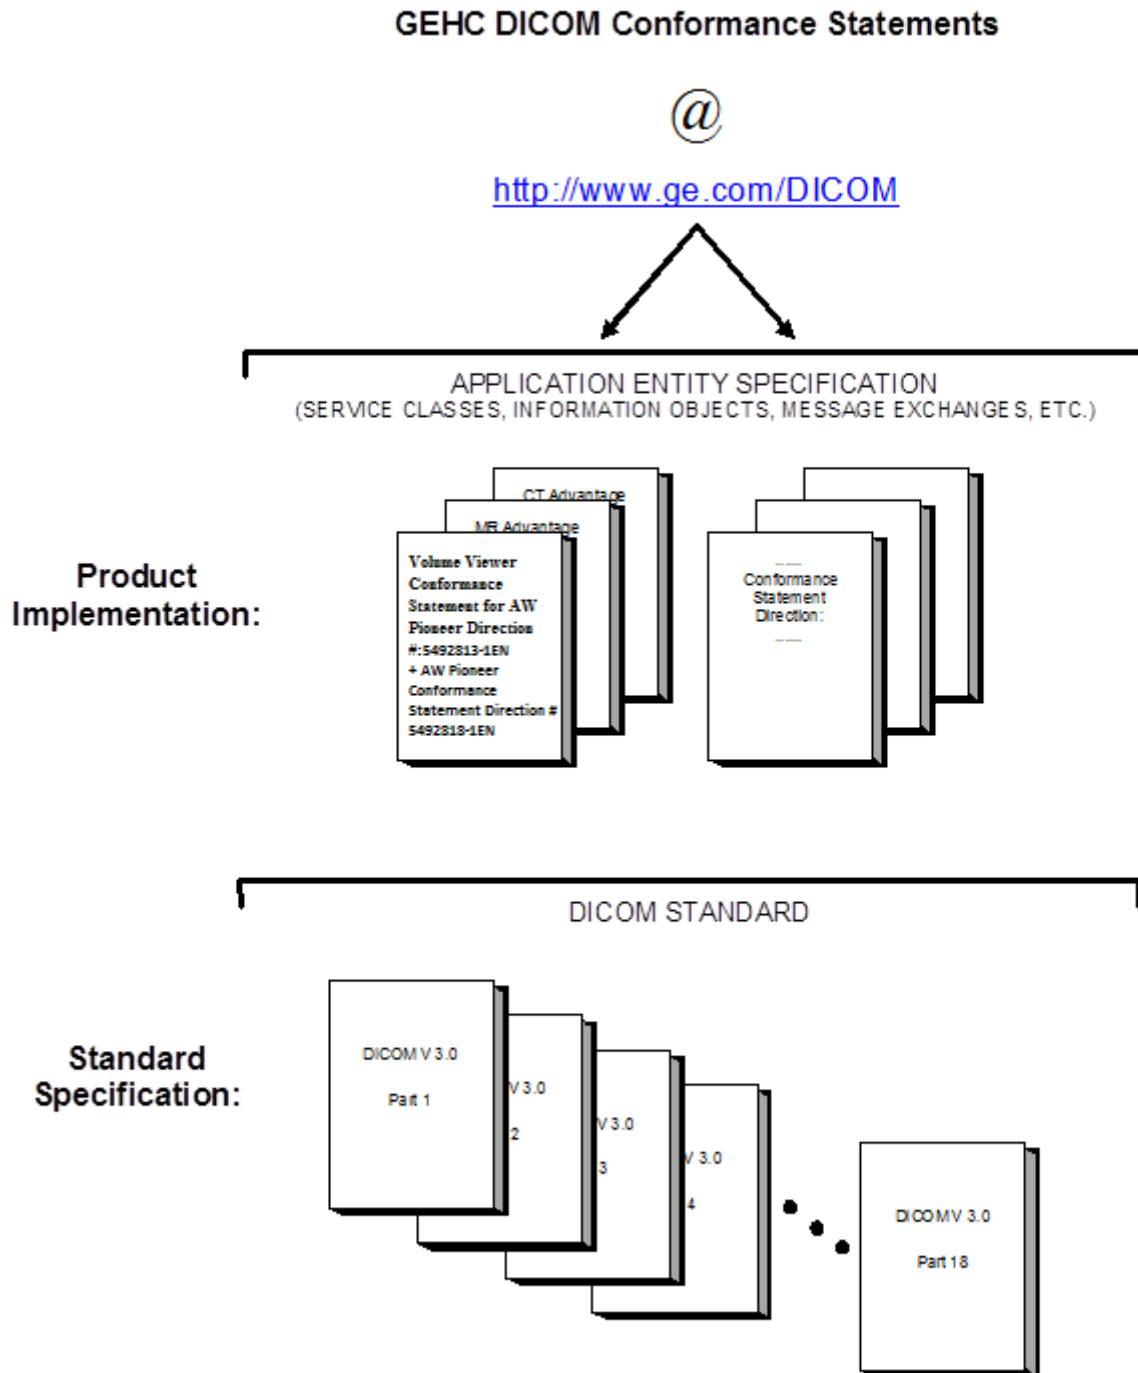 GEHC DICOM Conformance Statements
@
http://www.ge.com/DICOM
APPLICATION ENTITY SPECIFICATION
(SERVICE CLASSES, INFORMATION OBJECTS, MESSAGE EXCHANGES, ETC.)
Product
Implementation:
CT Advantage
MR Advantage
Volume Viewer
Conformance
Statement for AW
Pioneer Direction
#:5492813-1EN
+ AW Pioneer
Conformance
Statement Direction #
5492818-1EN
........
Conformance
Statement
Direction:
........
DICOM STANDARD
Standard
Specification:
DICOM V 3.0
Part 1
V 3.0
2
V 3.0
3
V 3.0
4
DICOM V 3.0
Part 18